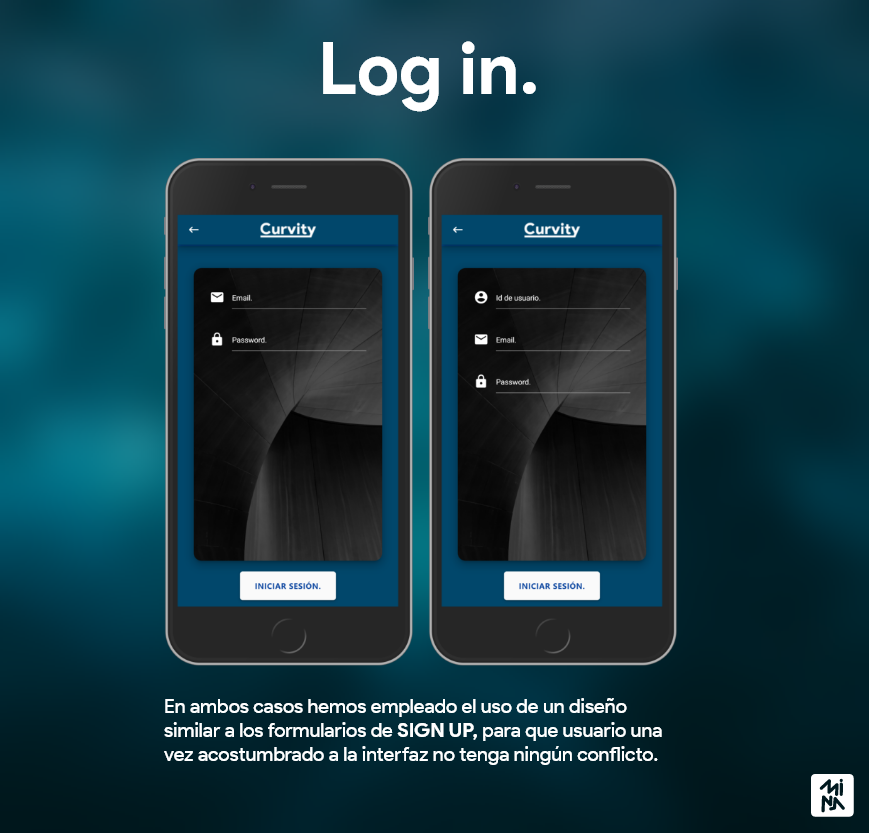 Log in.
Curvity
Email.
Password.
INICIAR SESIÓN.
Curvity
Id de usuario.
Email.
Password.
INICIAR SESIÓN.
En ambos casos hemos empleado el uso de un diseño
similar a los formularios de SIGN UP, para que usuario una
vez acostumbrado a la interfaz no tenga ningún conflicto.
MiNJA